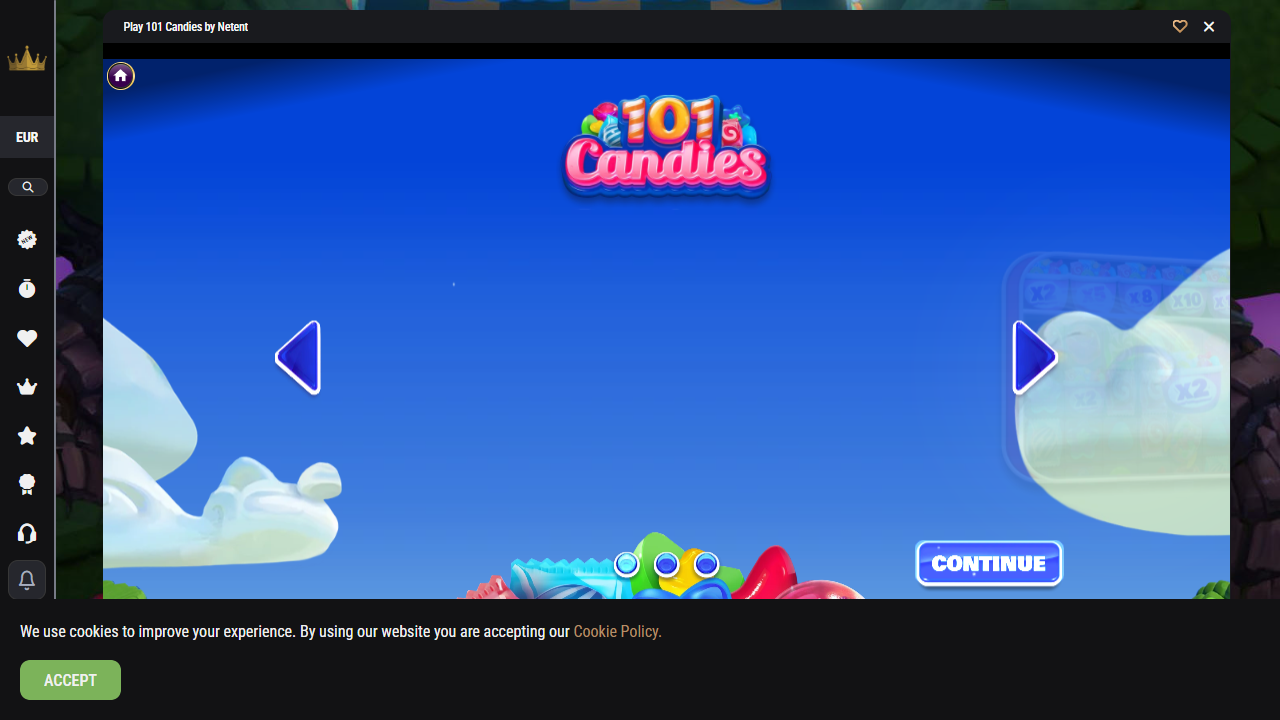 Play 101 Candies by Netent
EUR
NEW
101
Candies
x2
x5
x8
x10
x2
x2
CONTINUE
We use cookies to improve your experience. By using our website you are accepting our Cookie Policy.
ACCEPT